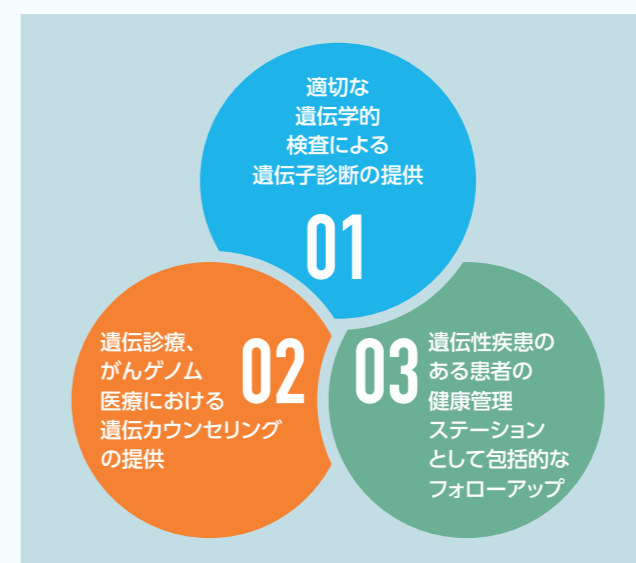 適切な
遺伝学的
検査による
遺伝子診断の提供
01
遺伝診療、
がんゲノム
医療における
遺伝カウンセリング
の提供
02
03
遺伝性疾患の
ある患者の
健康管理
ステーション
として包括的な
フォローアップ